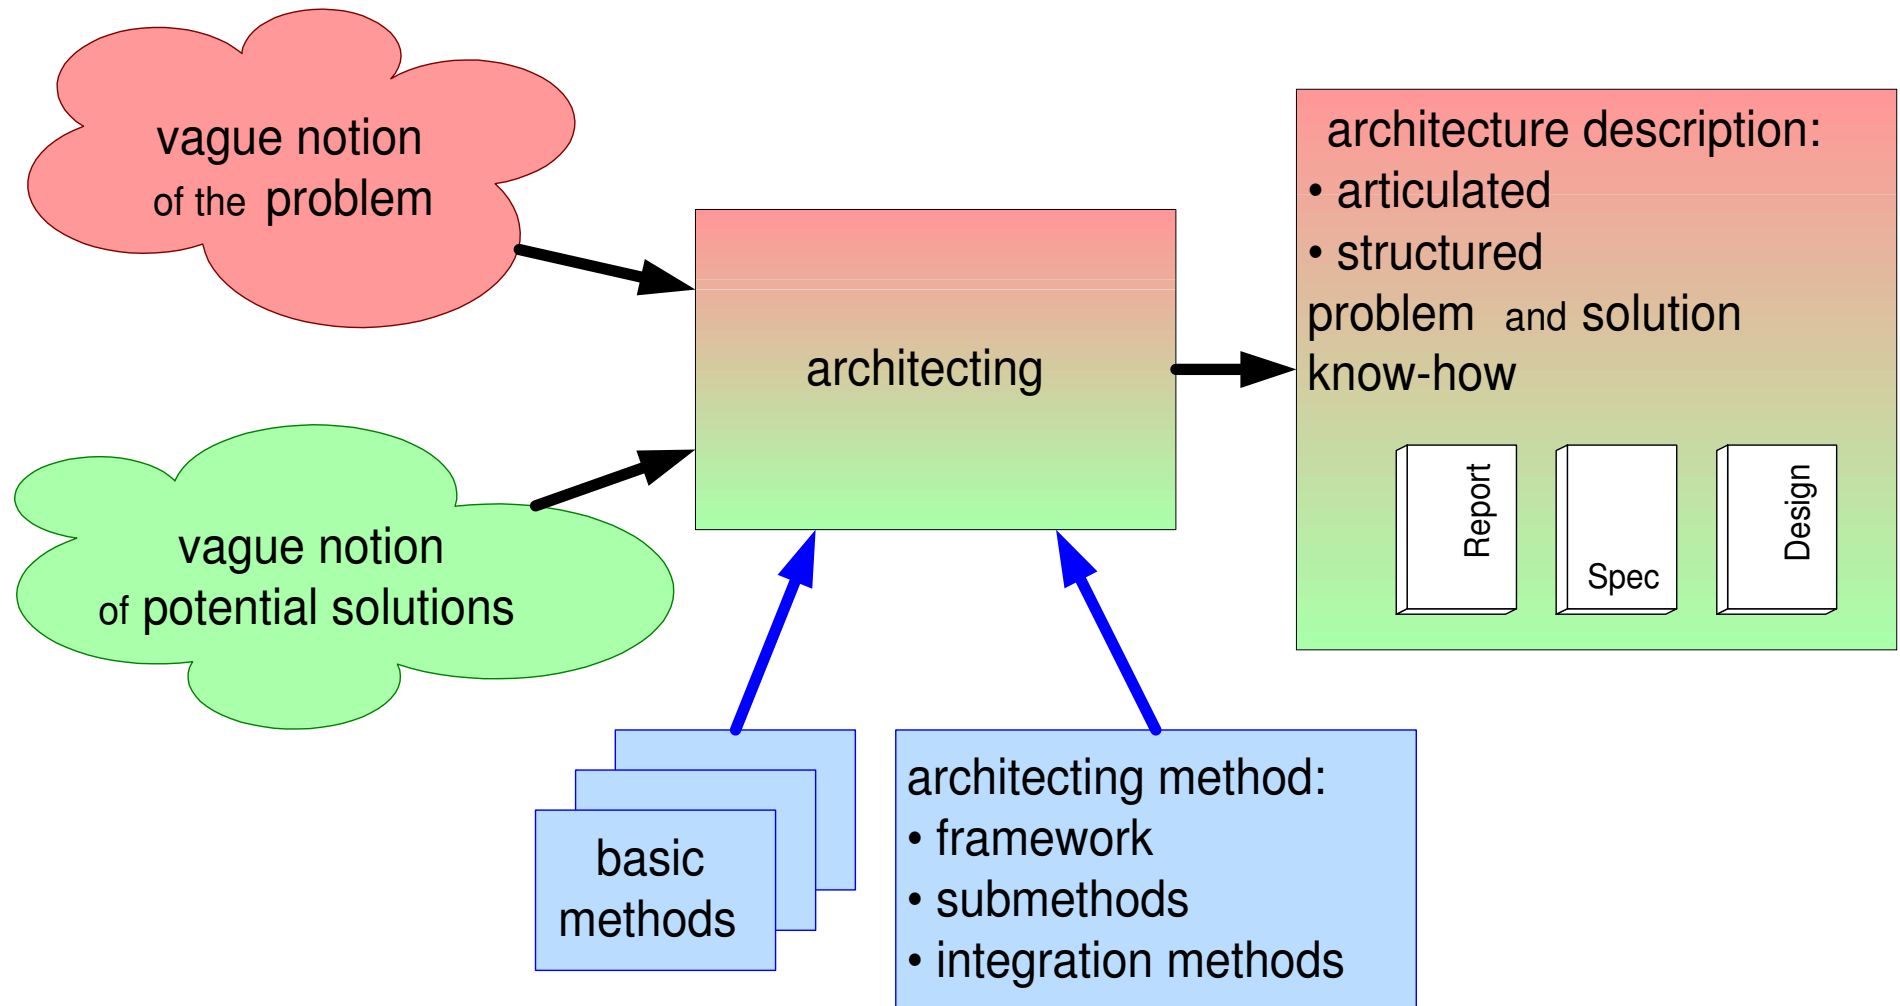 vague notion
of the problem
vague notion
of potential solutions
architecting
architecture description:
• articulated
• structured
problem and solution
know-how
Report
Spec
Design
basic
methods
architecting method:
• framework
• submethods
• integration methods